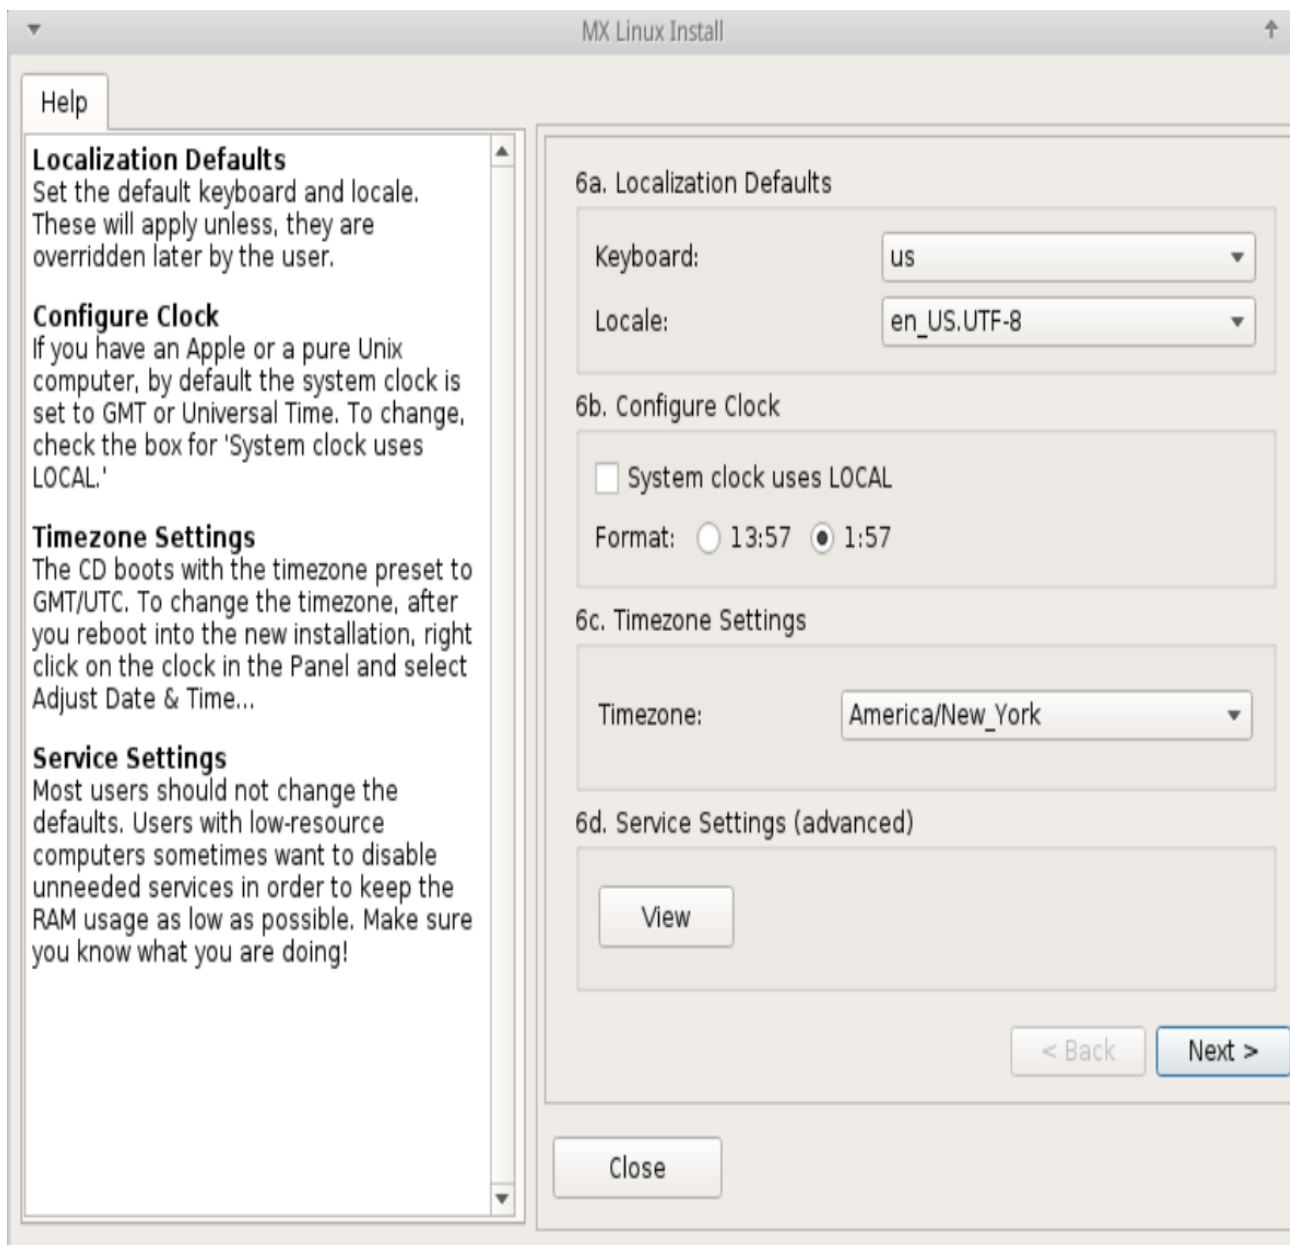 MX Linux Install
Help
Localization Defaults
Set the default keyboard and locale.
These will apply unless, they are
overridden later by the user.
Configure Clock
If you have an Apple or a pure Unix
computer, by default the system clock is
set to GMT or Universal Time. To change,
check the box for 'System clock uses
LOCAL.'
Timezone Settings
The CD boots with the timezone preset to
GMT/UTC. To change the timezone, after
you reboot into the new installation, right
click on the clock in the Panel and select
Adjust Date & Time...
Service Settings
Most users should not change the
defaults. Users with low-resource
computers sometimes want to disable
unneeded services in order to keep the
RAM usage as low as possible. Make sure
you know what you are doing!
6a. Localization Defaults
Keyboard: us
Locale: en_US.UTF-8
6b. Configure Clock
System clock uses LOCAL
Format: 13:57 1:57
6c. Timezone Settings
Timezone: America/New_York
6d. Service Settings (advanced)
View
< Back Next >
Close